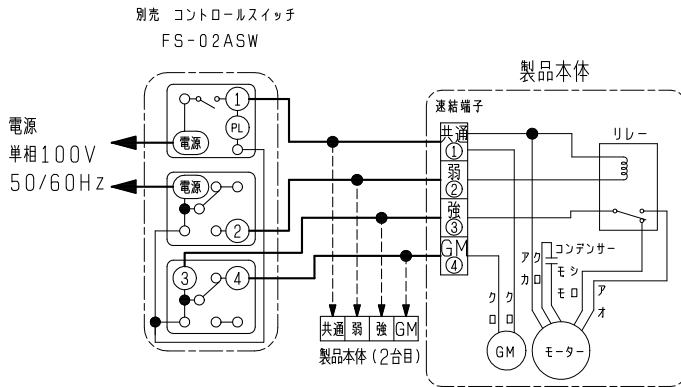 別売 コントロールスイッチ
FS-02ASW
製品本体
電源
単相100V
50/60Hz
① 
PL
電源
電源
②
③ ④
速結端子
共通
①
弱
②
強
③
GM
④
リレー
コンデンサー
アカ
クロ
モモ
シロ
アオ
クロ
クロ
GM
モーター
共通 弱 強 GM
製品本体(2台目)